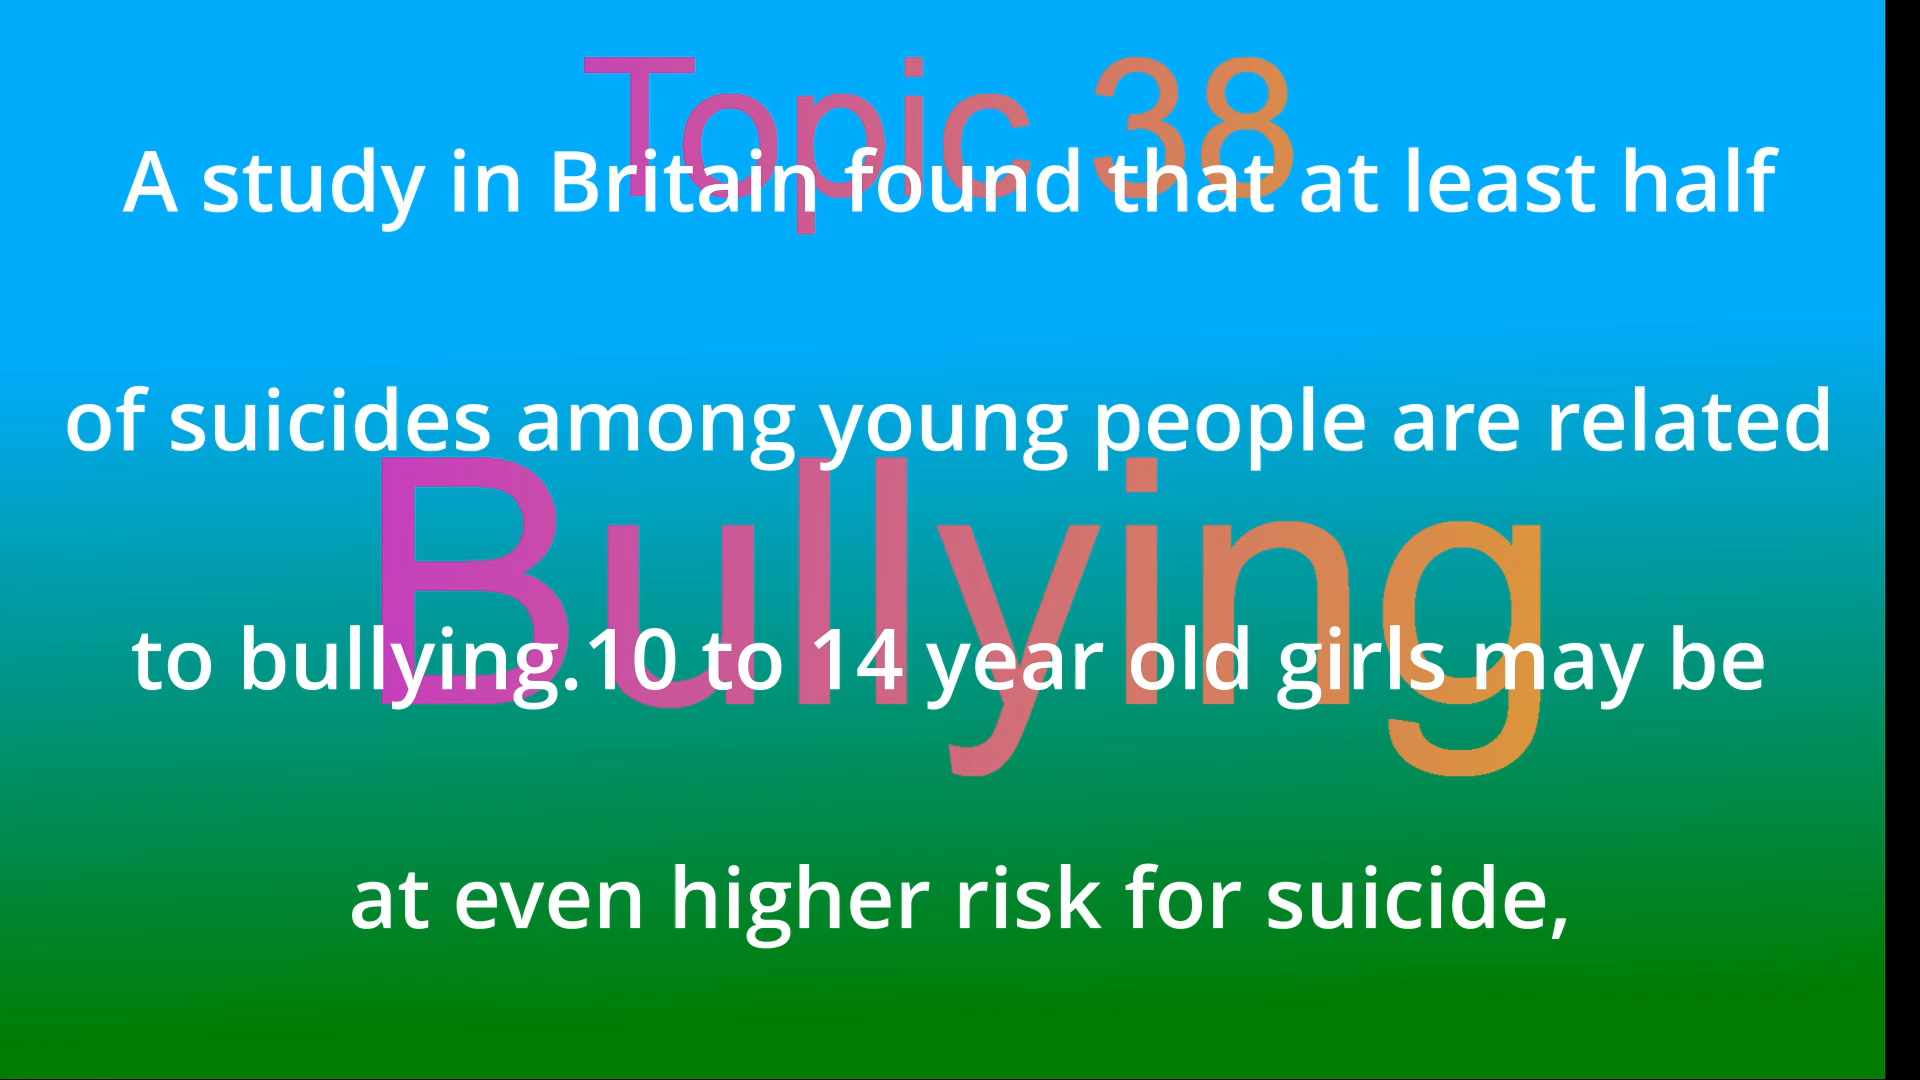 Topic 38
A study in Britain found that at least half
of suicides among young people are related
Bullying
to bullying.10 to 14 year old girls may be
at even higher risk for suicide,